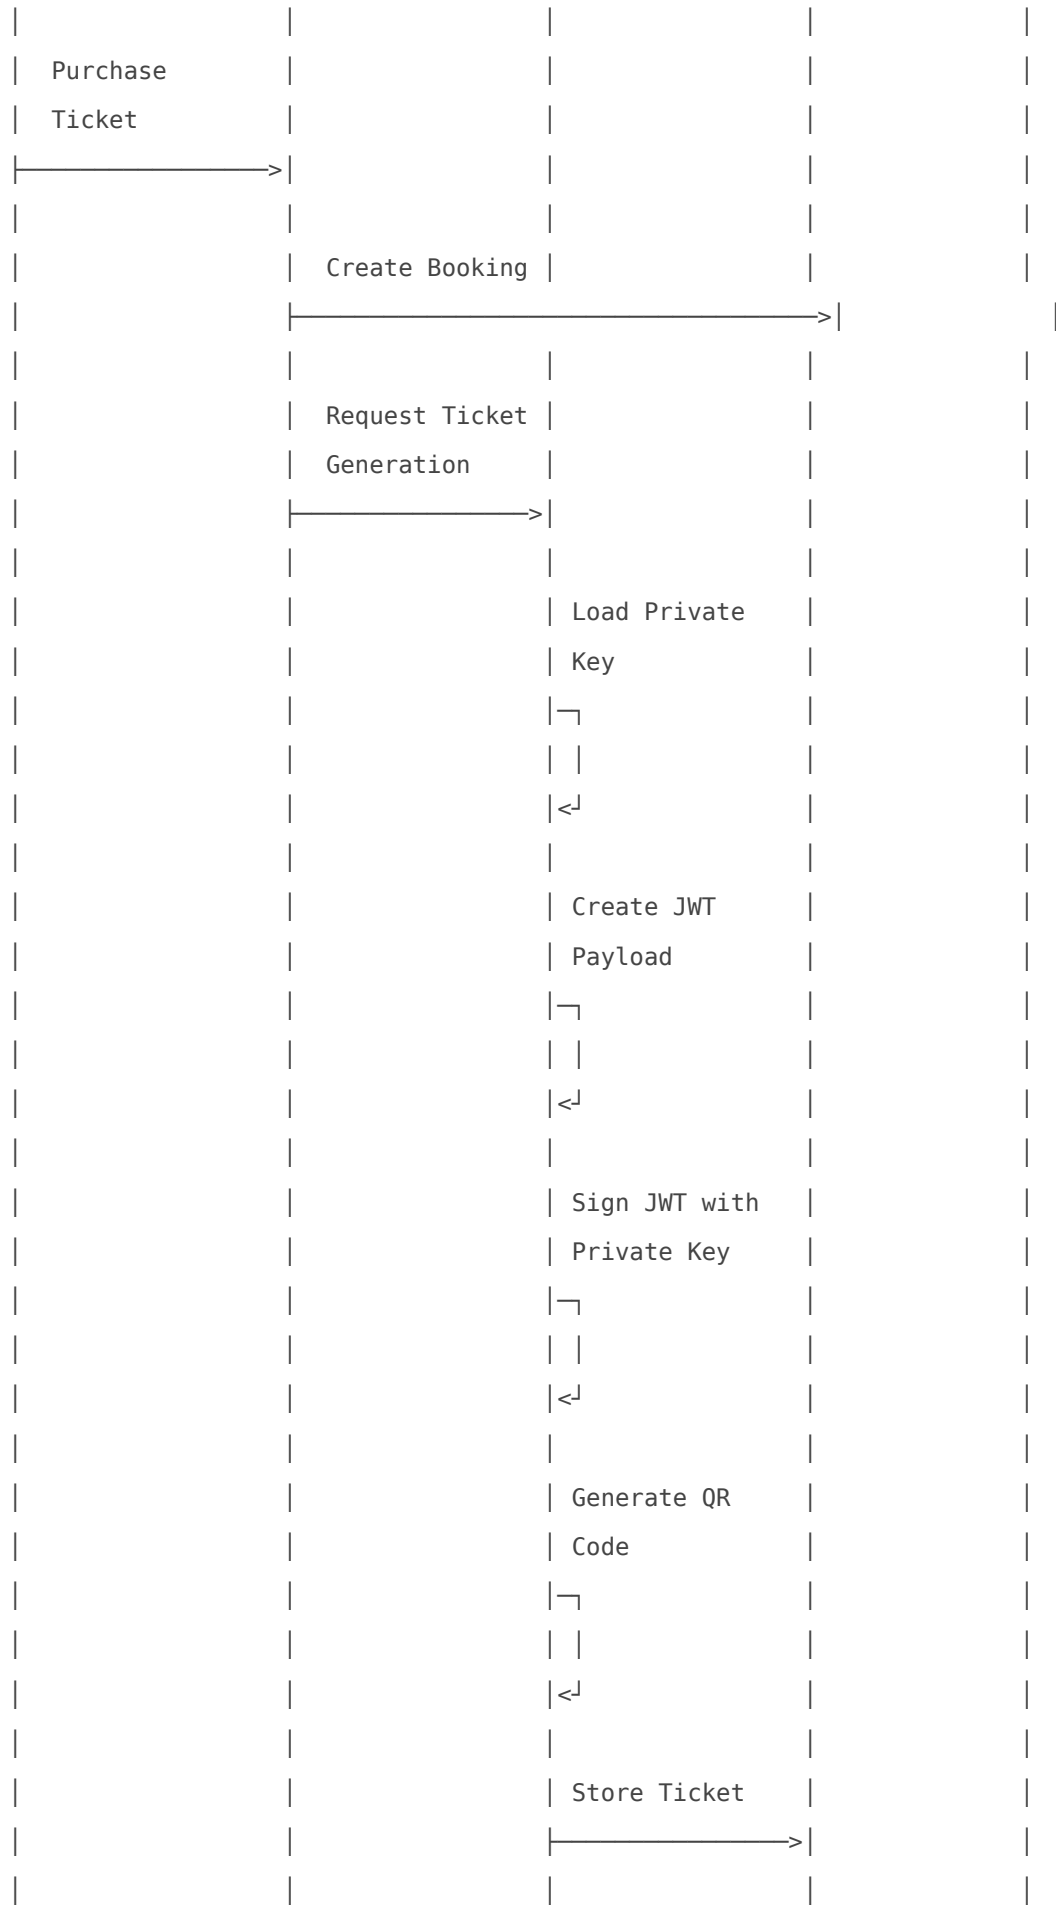 Purchase
Ticket
Create Booking
Request Ticket
Generation
Load Private
Key
Create JWT
Payload
Sign JWT with
Private Key
Generate QR
Code
Store Ticket